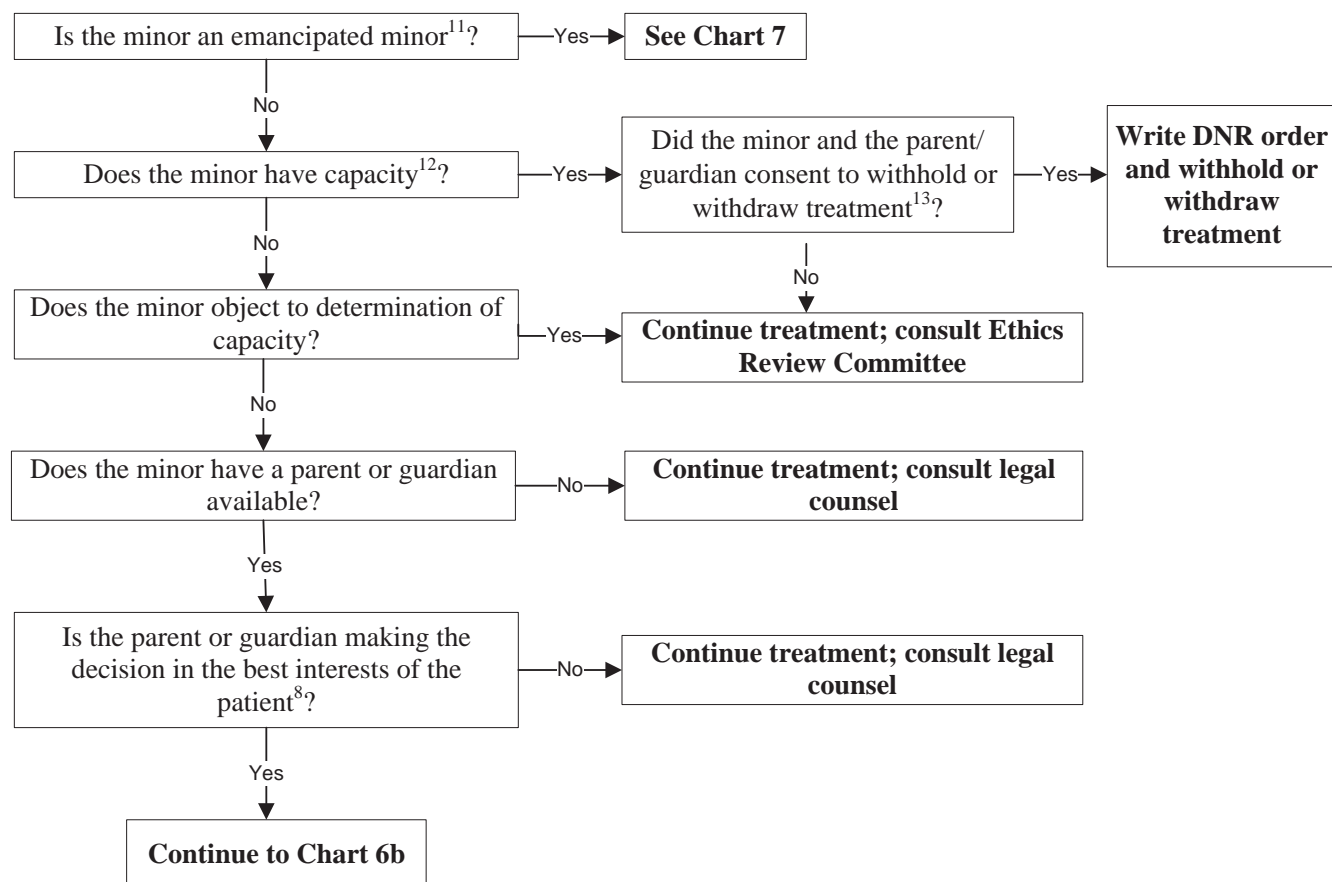 Is the minor an emancipated minor11?
Yes
See Chart 7
No
Does the minor have capacity12?
Yes
Did the minor and the parent/
guardian consent to withhold or
withdraw treatment13?
Yes
Write DNR order
and withhold or
withdraw
treatment
No
No
Does the minor object to determination of
capacity?
Yes
Continue treatment; consult Ethics
Review Committee
No
Does the minor have a parent or guardian
available?
No
Continue treatment; consult legal
counsel
Yes
Is the parent or guardian making the
decision in the best interests of the
patient8?
No
Continue treatment; consult legal
counsel
Yes
Continue to Chart 6b